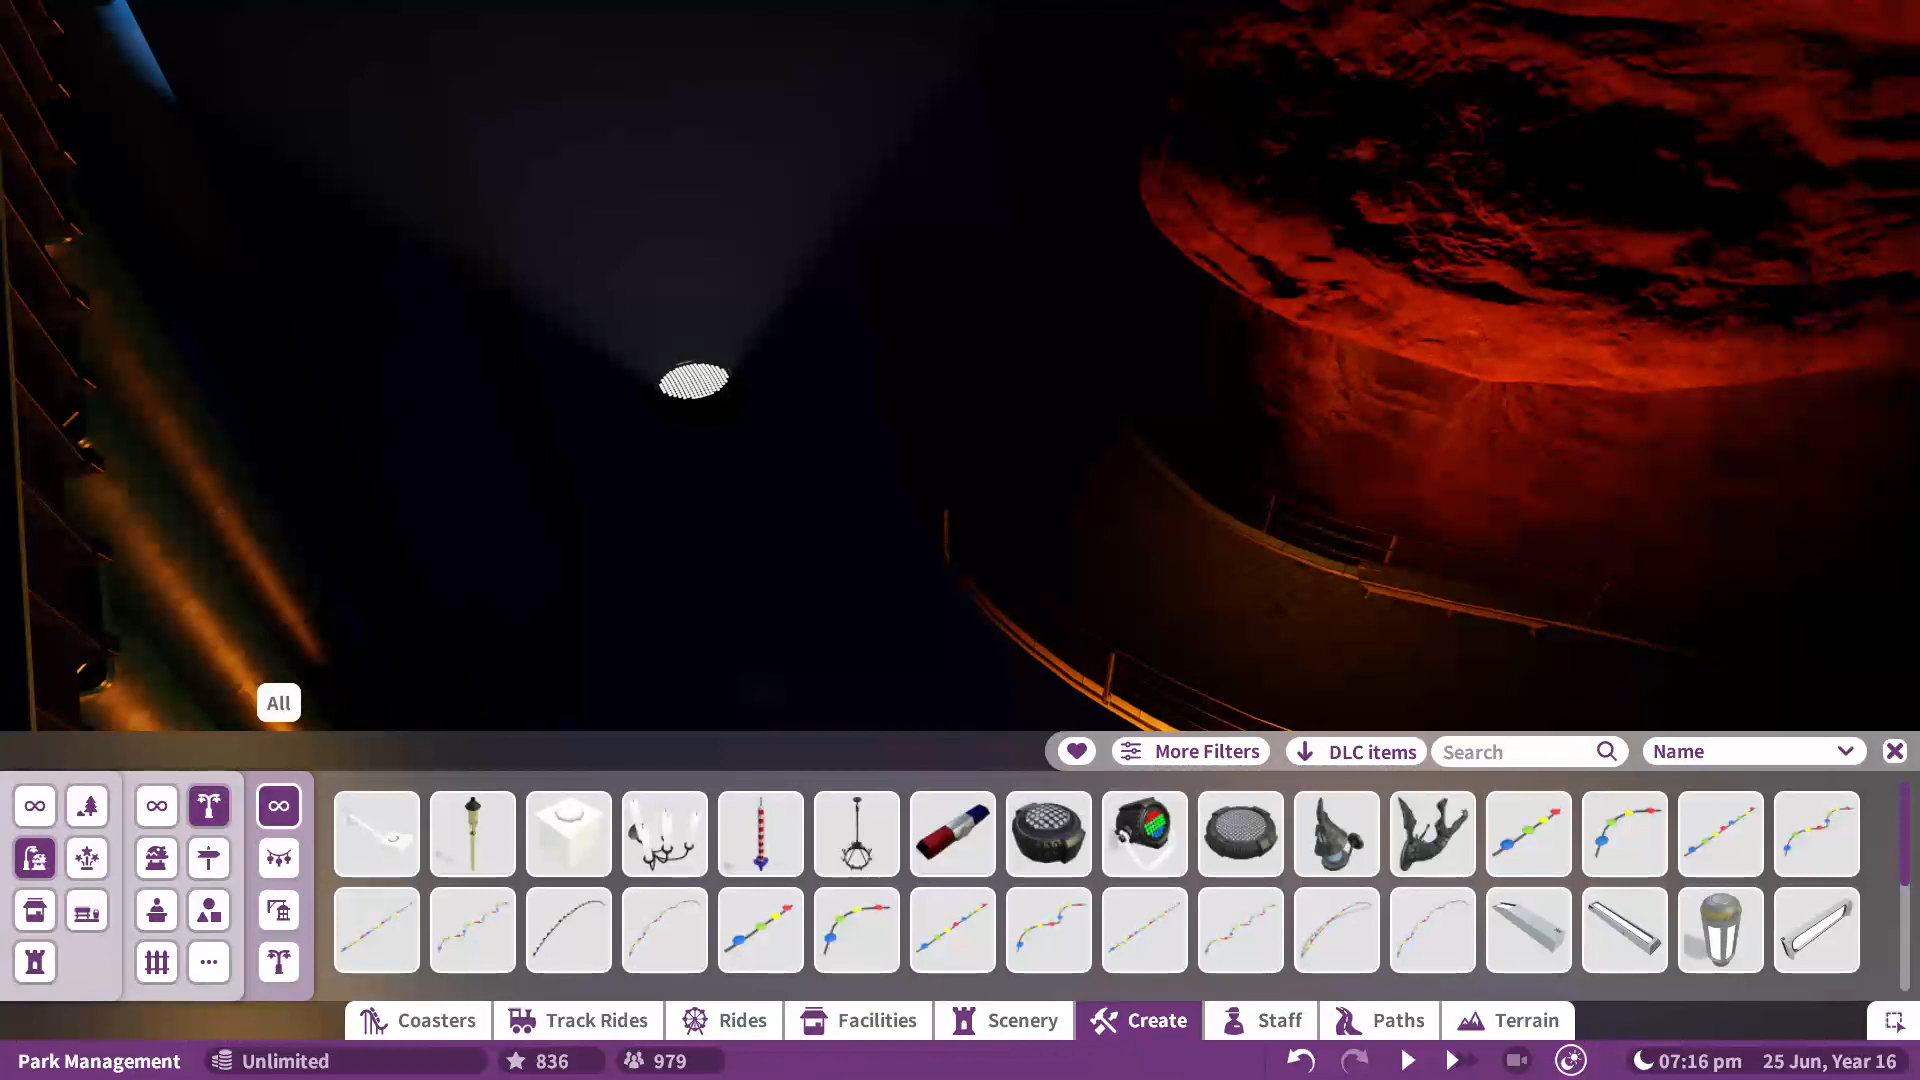 All
More Filters
DLC items
Search
Name
Coasters
Track Rides
Rides
Facilities
Scenery
Create
Staff
Paths
Terrain
Park Management
Unlimited
836
979
07:16 pm
25 Jun, Year 16